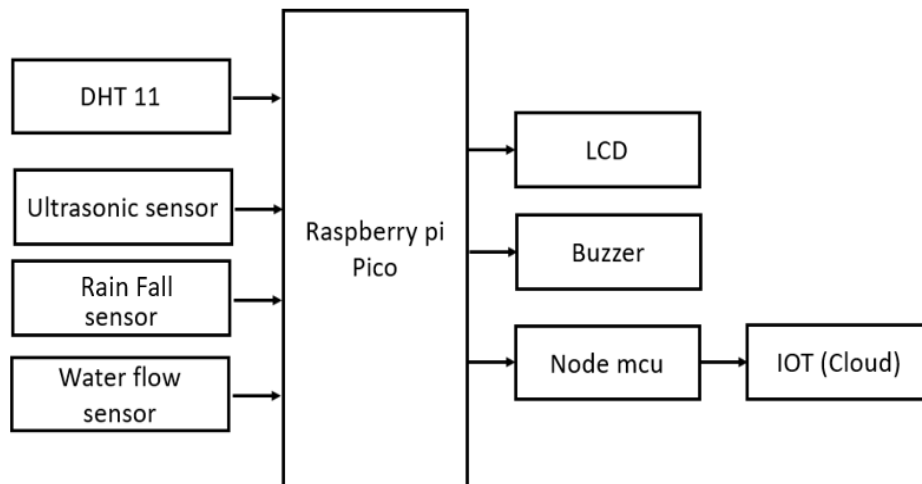 DHT 11
Ultrasonic sensor
Rain Fall
sensor
Water flow
sensor
Raspberry pi
Pico
LCD
Buzzer
Node mcu
IOT (Cloud)